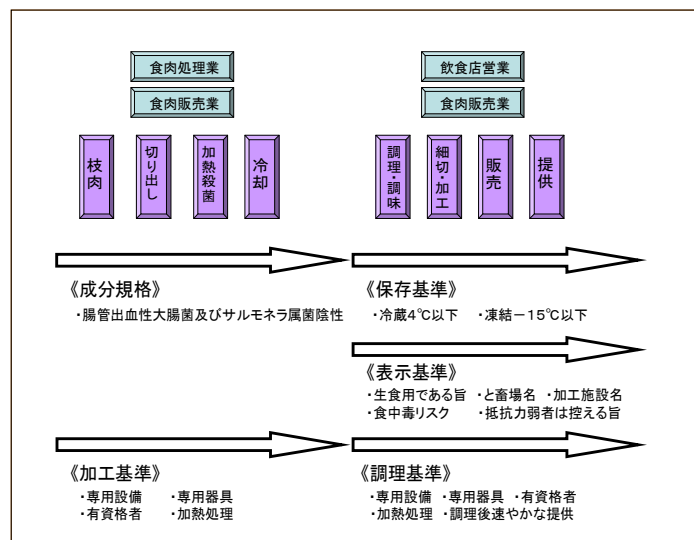 食肉処理業
食肉販売業
枝肉
切り出し
加熱殺菌
冷却
飲食店営業
食肉販売業
調理・調味
細切・加工
販売
提供
《成分規格》
・腸管出血性大腸菌及びサルモネラ属菌陰性
《保存基準》
・冷蔵4℃以下 ・凍結－15℃以下
《表示基準》
・生食用である旨 ・と畜場名 ・加工施設名
・食中毒リスク ・抵抗力弱者は控える旨
《加工基準》
・専用設備 ・専用器具
・有資格者 ・加熱処理
《調理基準》
・専用設備 ・専用器具 ・有資格者
・加熱処理 ・調理後速やかな提供